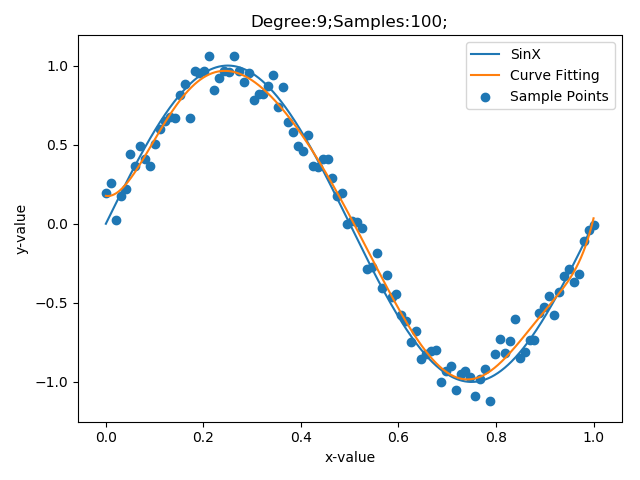 Degree:9;Samples:100;
SinX
Curve Fitting
Sample Points
y-value
1.0
0.5
0.0
−0.5
−1.0
0.0
0.2
0.4
0.6
0.8
1.0
x-value